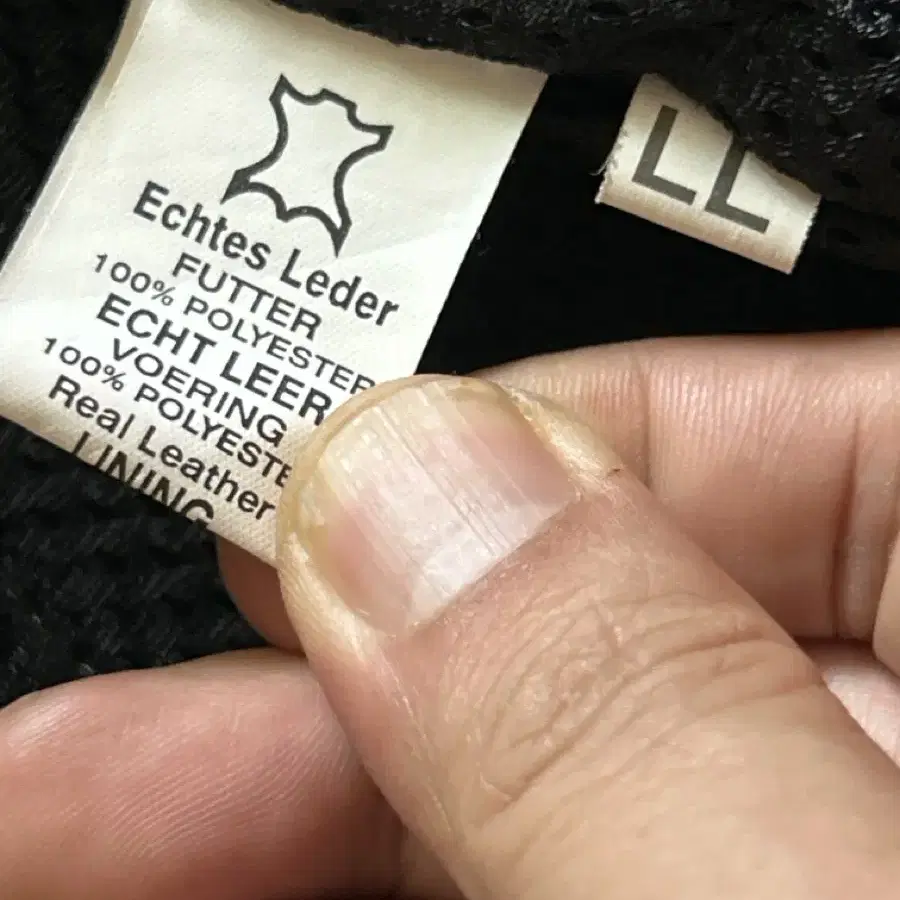 Echtes Leder
FUTTER
100% POLYESTER
ECHT LEER
VOERING
100% POLYESTE
Real Leather
LINING
LL